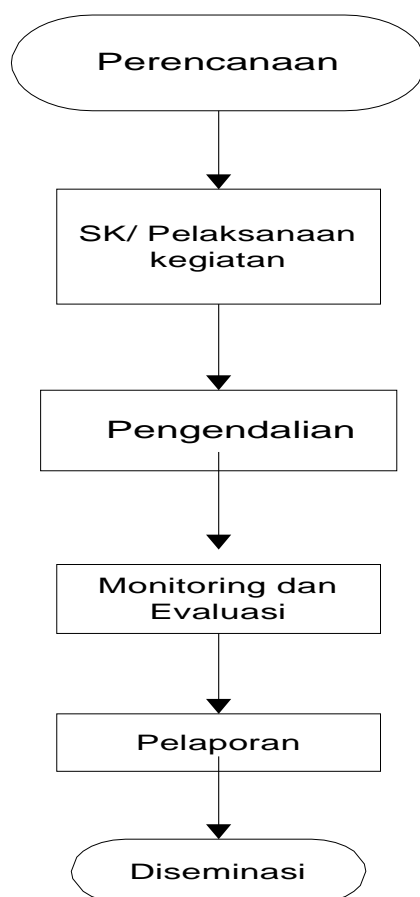 Perencanaan
SK/ Pelaksanaan
kegiatan
Pengendalian
Monitoring dan
Evaluasi
Pelaporan
Diseminasi